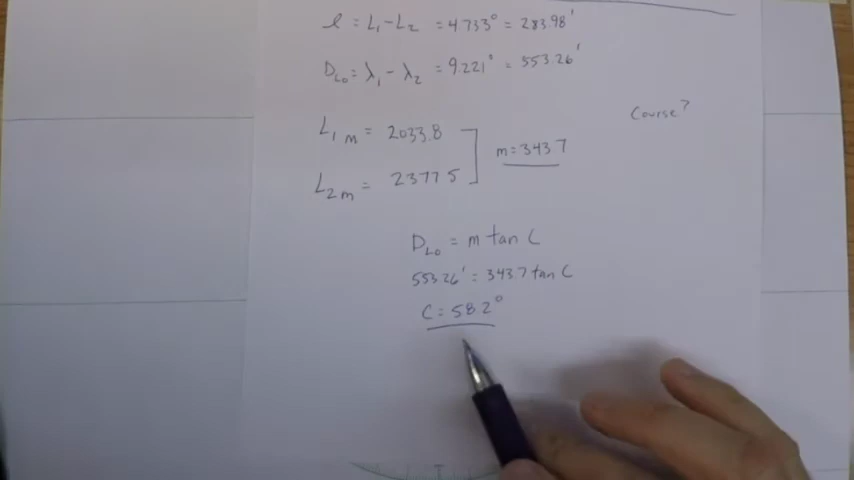 l = L₁-L₂ = 4.733° = 283.98'
D_Lo = λ₁ - λ₂ = 9.221° = 553.26'
Course?
L₁m = 2033.8
m = 343.7
L₂m = 2377.5
D_Lo = m tan C
553.26' = 343.7 tan C
C = 58.2°